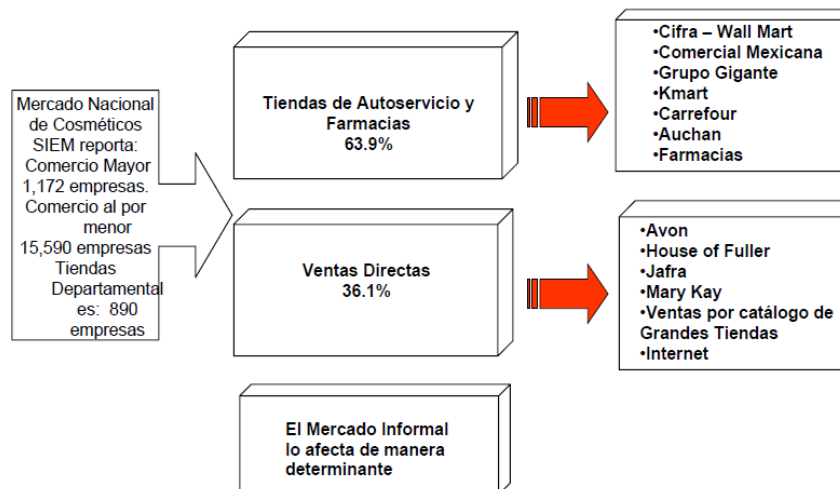 Mercado Nacional
de Cosméticos
SIEM reporta:
Comercio Mayor
1,172 empresas.
Comercio al por
menor
15,590 empresas
Tiendas
Departamental
es: 890
empresas
Tiendas de Autoservicio y
Farmacias
63.9%
•Cifra – Wall Mart
•Comercial Mexicana
•Grupo Gigante
•Kmart
•Carrefour
•Auchan
•Farmacias
Ventas Directas
36.1%
•Avon
•House of Fuller
•Jafra
•Mary Kay
•Ventas por catálogo de
Grandes Tiendas
•Internet
El Mercado Informal
lo afecta de manera
determinante